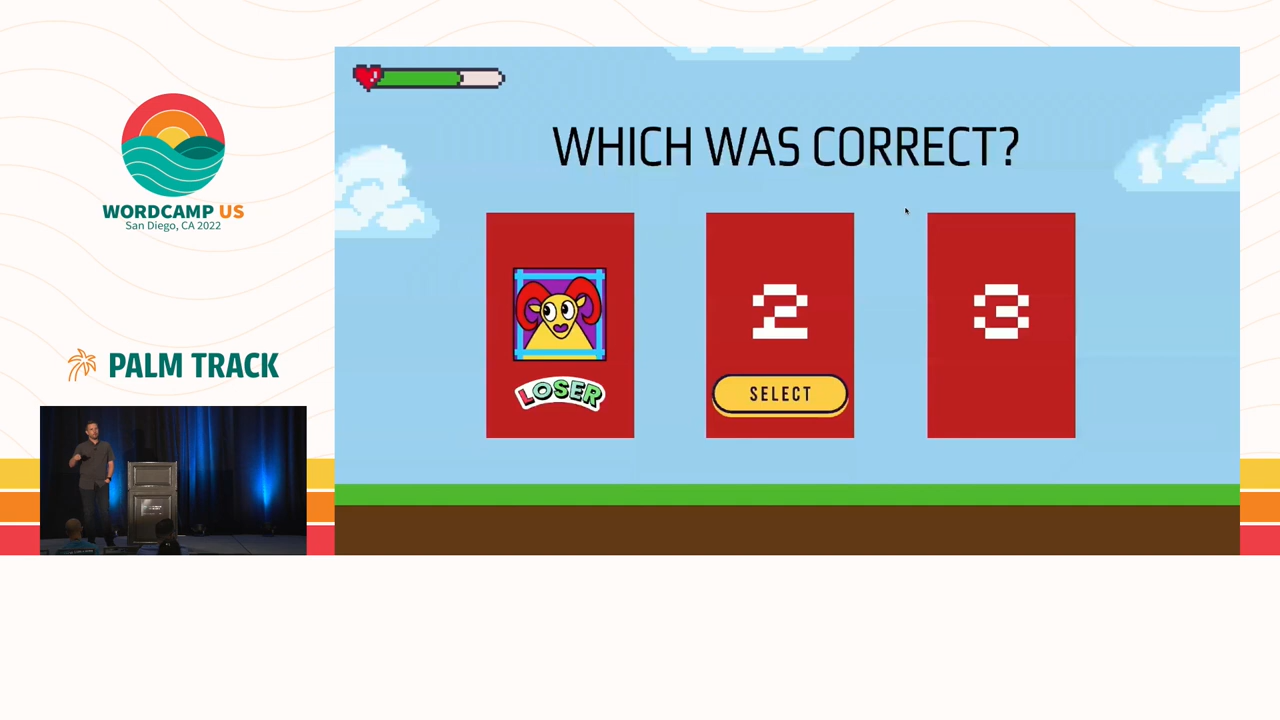 WORDCAMP US
San Diego, CA 2022
PALM TRACK
WHICH WAS CORRECT?
LOSER
2
SELECT
3